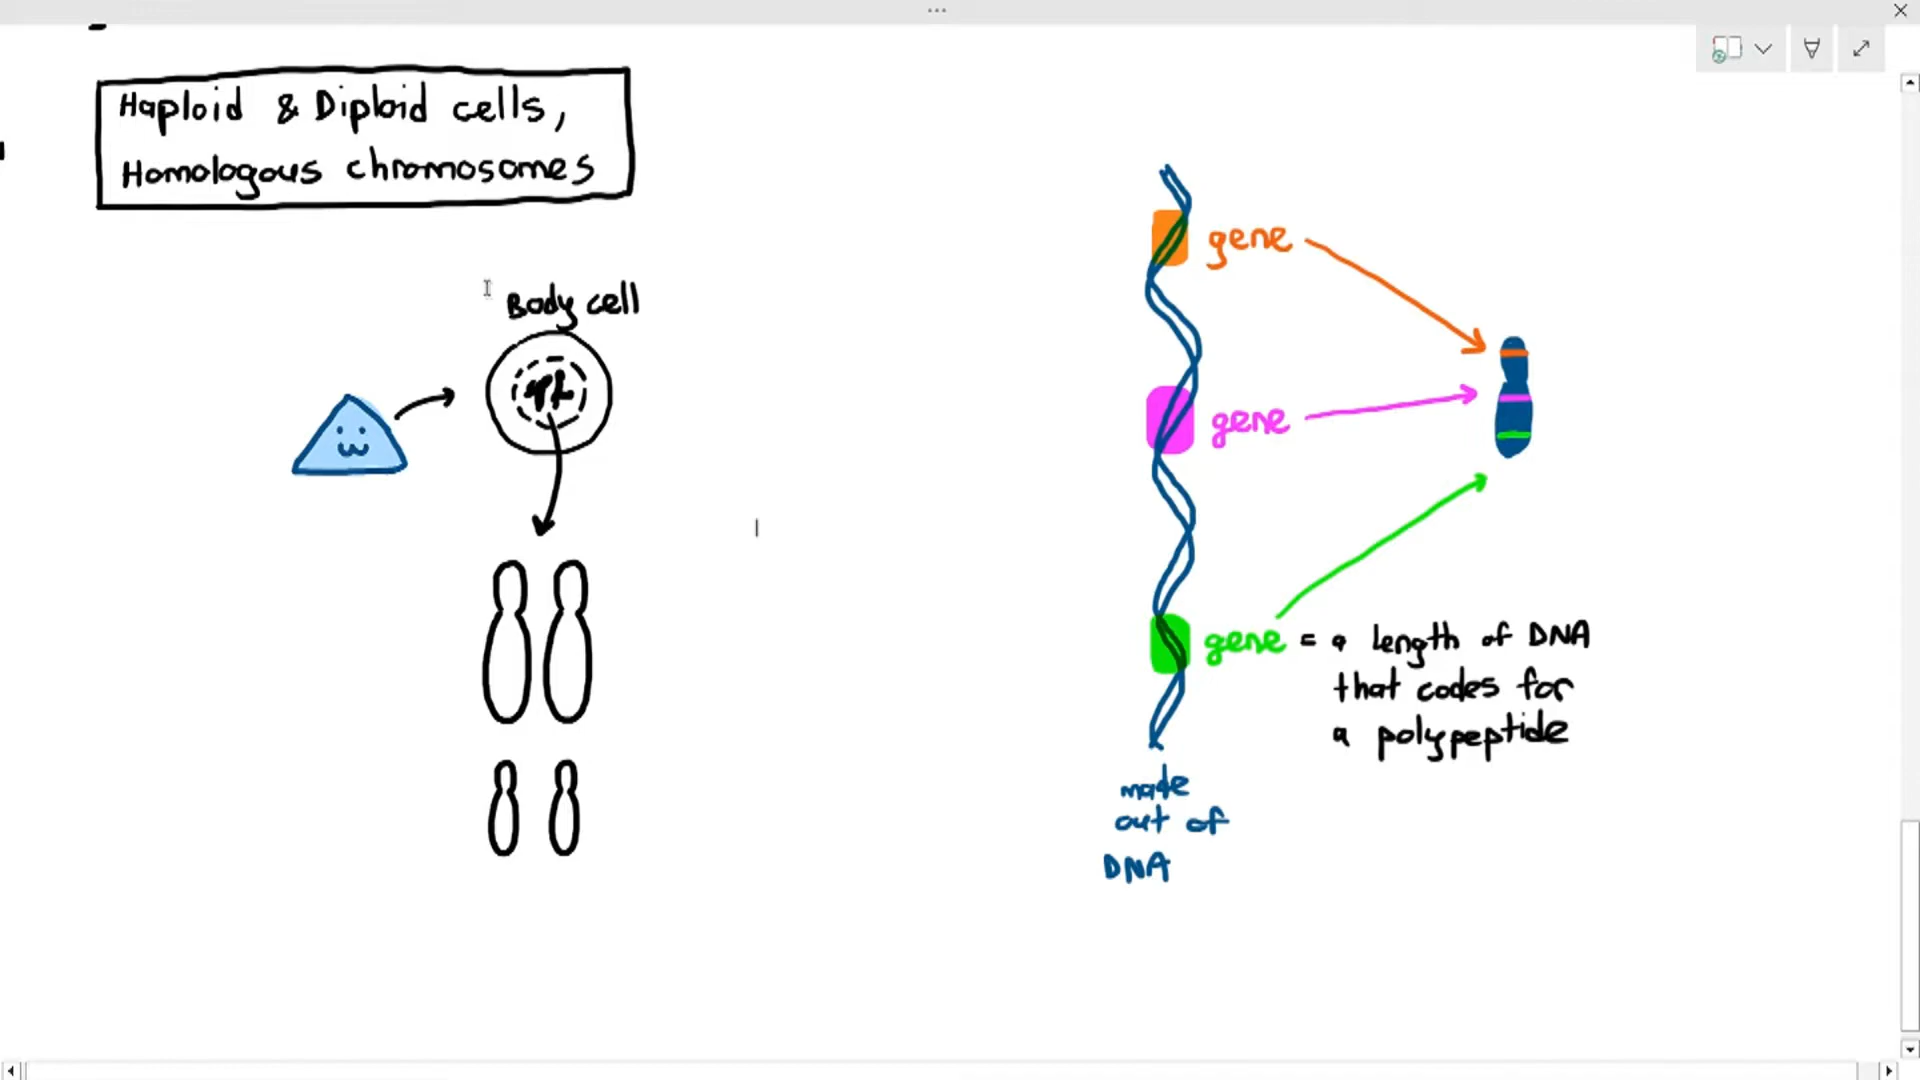 Haploid & Diploid cells,
Homologous chromosomes
Body cell
gene
gene
gene = a length of DNA
that codes for
a polypeptide
made
out of
DNA